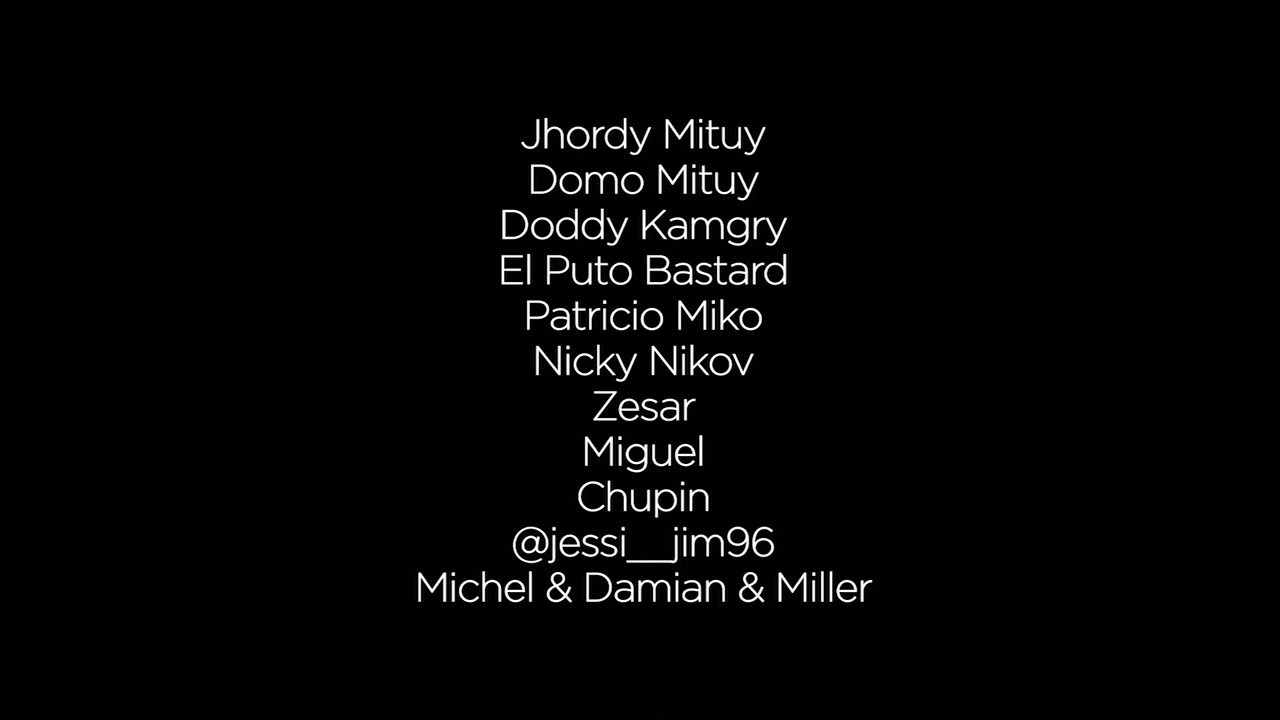 Jhordy Mituy
Domo Mituy
Doddy Kamgry
El Puto Bastard
Patricio Miko
Nicky Nikov
Zesar
Miguel
Chupin
@jessi__jim96
Michel & Damian & Miller